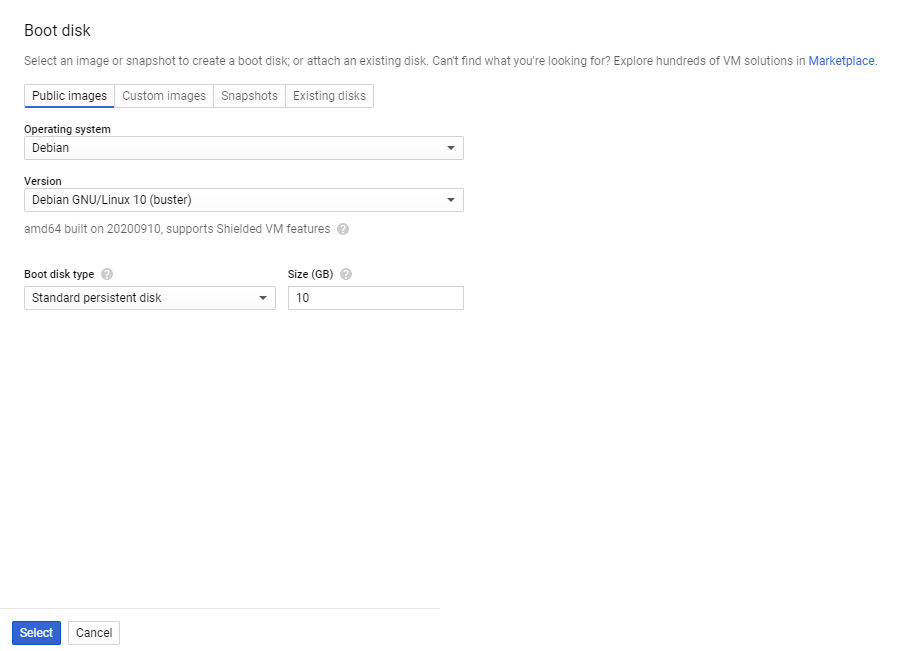 Boot disk
Select an image or snapshot to create a boot disk; or attach an existing disk. Can't find what you're looking for? Explore hundreds of VM solutions in Marketplace.
Public images Custom images Snapshots Existing disks
Operating system
Debian
Version
Debian GNU/Linux 10 (buster)
amd64 built on 20200910, supports Shielded VM features ?
Boot disk type ? Size (GB) ?
Standard persistent disk 10
Select Cancel